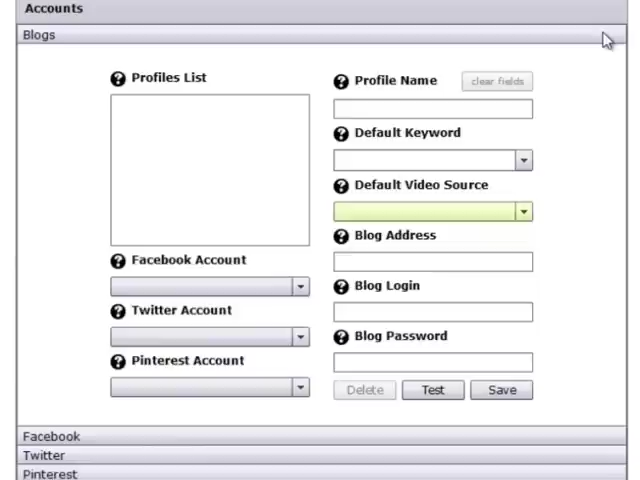 Accounts
Blogs
? Profiles List
? Profile Name clear fields
? Default Keyword
? Default Video Source
? Blog Address
? Facebook Account
? Blog Login
? Twitter Account
? Blog Password
? Pinterest Account
Delete Test Save
Facebook
Twitter
Pinterest